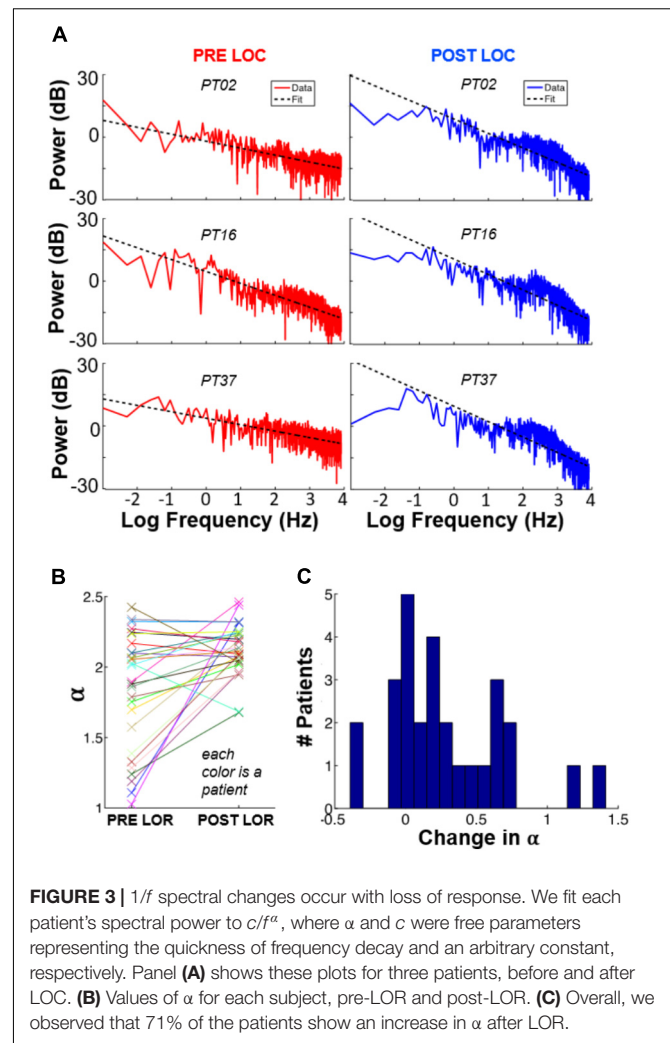 A
PRE LOC
POST LOC
30
0
-30
Power (dB)
PT02
Data
Fit
PT02
Data
Fit
30
0
-30
Power (dB)
PT16
PT16
30
0
-30
Power (dB)
PT37
PT37
-2 -1 0 1 2 3 4
-2 -1 0 1 2 3 4
Log Frequency (Hz)
Log Frequency (Hz)
B
2.5
2
1.5
1
α
each
color is a
patient
PRE LOR
POST LOR
C
5
4
3
2
1
0
# Patients
-0.5 0 0.5 1 1.5
Change in α
FIGURE 3 | 1/f spectral changes occur with loss of response. We fit each
patient's spectral power to c/f^α, where α and c were free parameters
representing the quickness of frequency decay and an arbitrary constant,
respectively. Panel (A) shows these plots for three patients, before and after
LOC. (B) Values of α for each subject, pre-LOR and post-LOR. (C) Overall, we
observed that 71% of the patients show an increase in α after LOR.